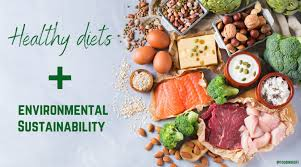 Healthy diets
+
ENVIRONMENTAL
SUSTAINABILITY